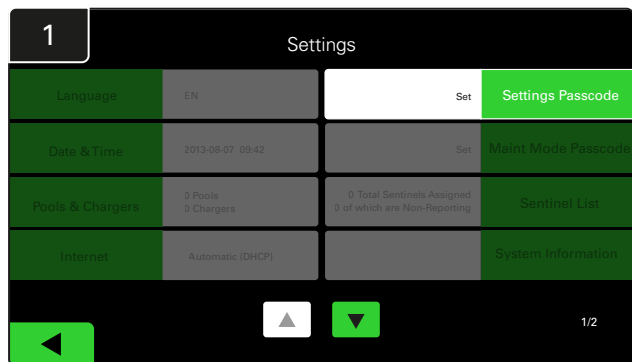 1
Settings
Language
EN
Set
Settings Passcode
Date & Time
2013-08-07 09:42
Set
Maint Mode Passcode
Pools & Chargers
0 Pools
0 Chargers
0 Total Sentinels Assigned
0 of which are Non-Reporting
Sentinel List
Internet
Automatic (DHCP)
System Information
1/2